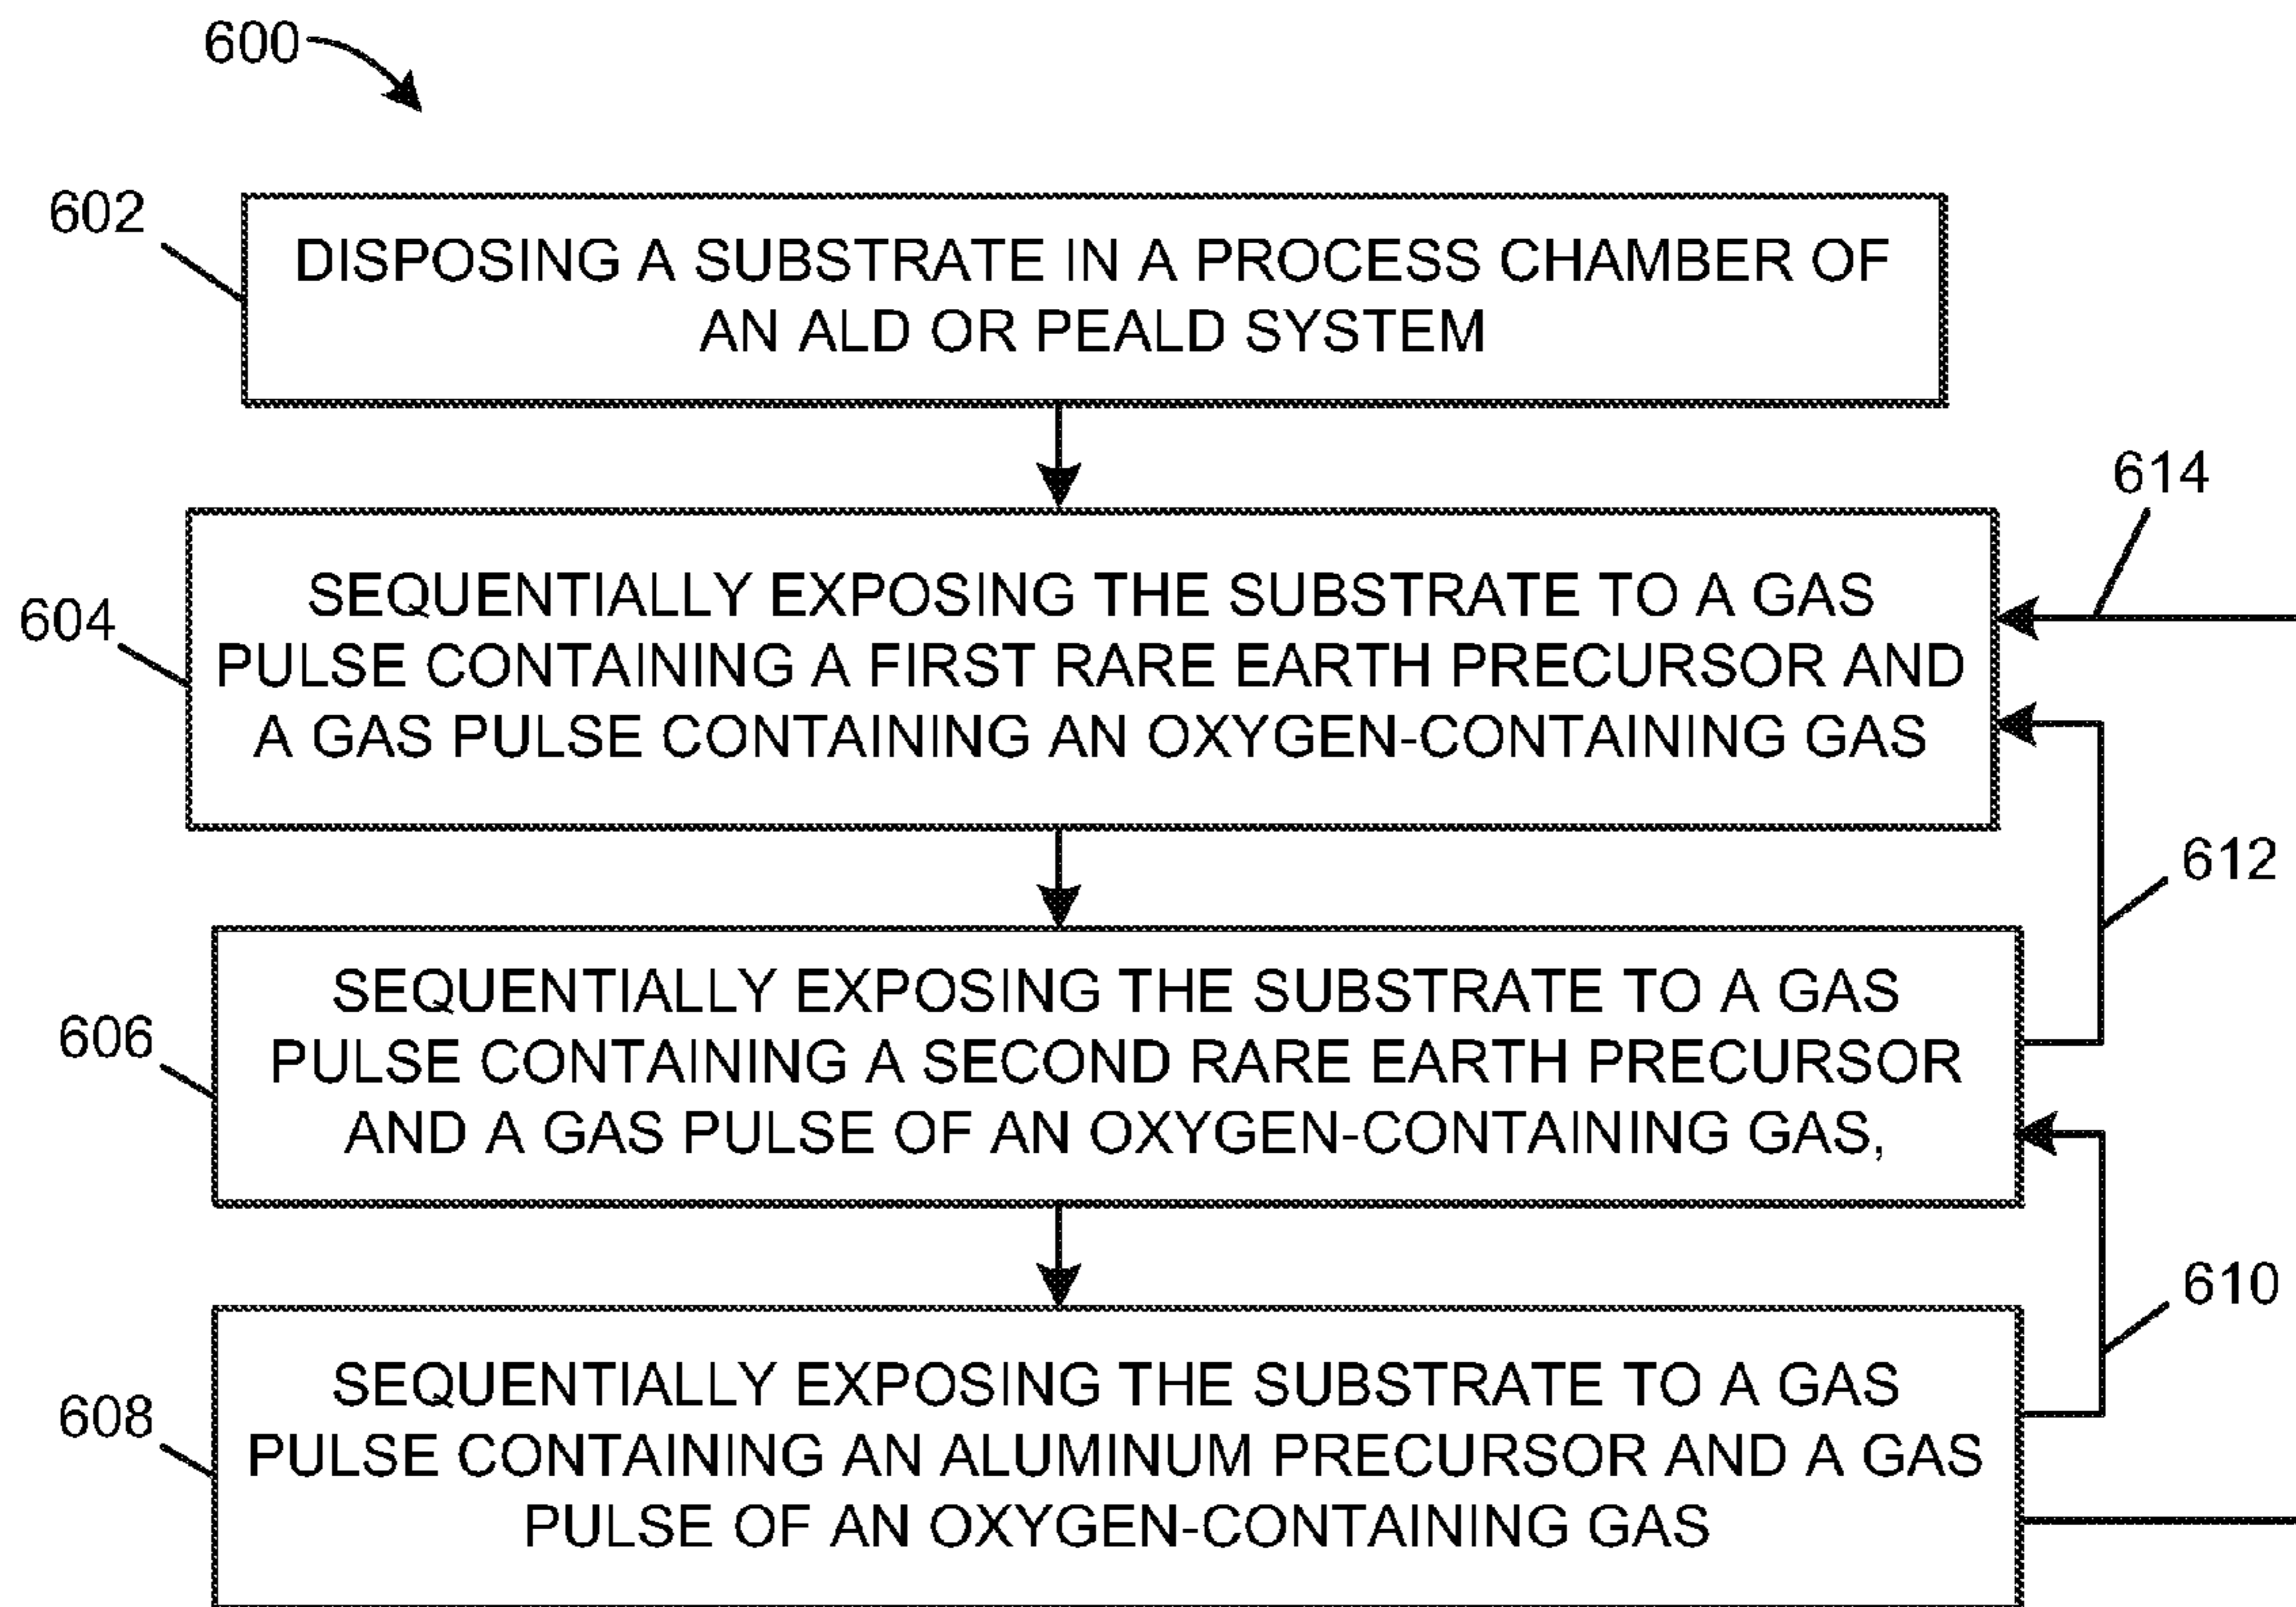 600
602
DISPOSING A SUBSTRATE IN A PROCESS CHAMBER OF
AN ALD OR PEALD SYSTEM
614
604
SEQUENTIALLY EXPOSING THE SUBSTRATE TO A GAS
PULSE CONTAINING A FIRST RARE EARTH PRECURSOR AND
A GAS PULSE CONTAINING AN OXYGEN-CONTAINING GAS
612
606
SEQUENTIALLY EXPOSING THE SUBSTRATE TO A GAS
PULSE CONTAINING A SECOND RARE EARTH PRECURSOR
AND A GAS PULSE OF AN OXYGEN-CONTAINING GAS,
610
608
SEQUENTIALLY EXPOSING THE SUBSTRATE TO A GAS
PULSE CONTAINING AN ALUMINUM PRECURSOR AND A GAS
PULSE OF AN OXYGEN-CONTAINING GAS